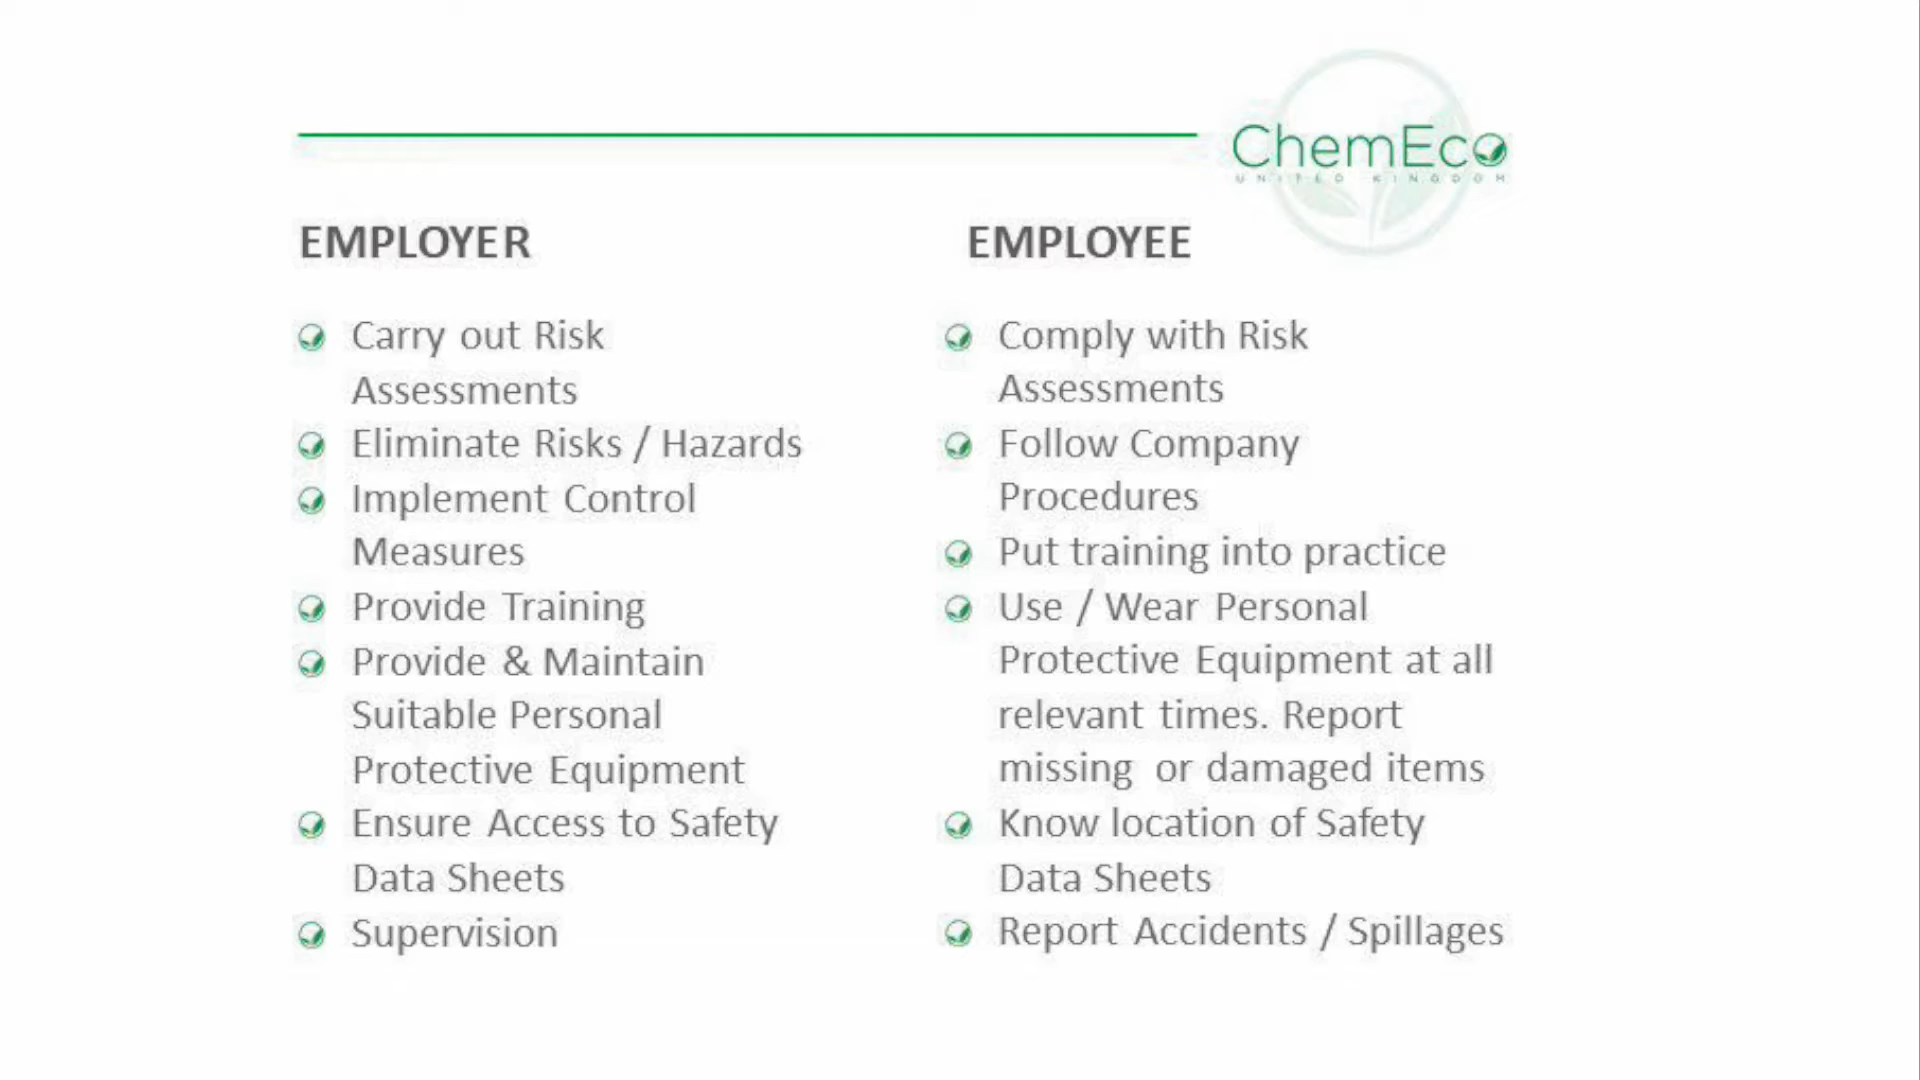 ChemEco
UNITED KINGDOM
EMPLOYER
Carry out Risk
Assessments
Eliminate Risks / Hazards
Implement Control
Measures
Provide Training
Provide & Maintain
Suitable Personal
Protective Equipment
Ensure Access to Safety
Data Sheets
Supervision
EMPLOYEE
Comply with Risk
Assessments
Follow Company
Procedures
Put training into practice
Use / Wear Personal
Protective Equipment at all
relevant times. Report
missing or damaged items
Know location of Safety
Data Sheets
Report Accidents / Spillages